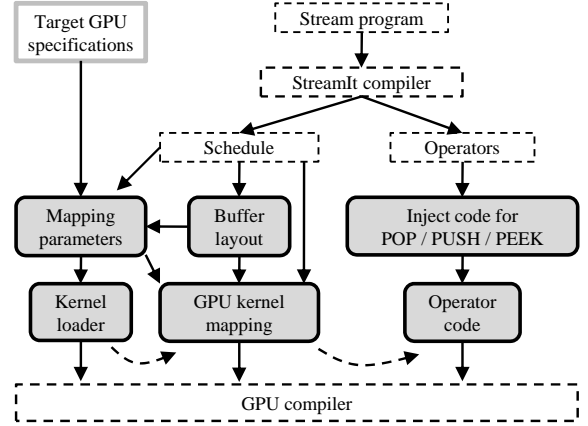 Target GPU
specifications
Stream program
StreamIt compiler
Schedule
Operators
Mapping
parameters
Buffer
layout
Inject code for
POP / PUSH / PEEK
Kernel
loader
GPU kernel
mapping
Operator
code
GPU compiler